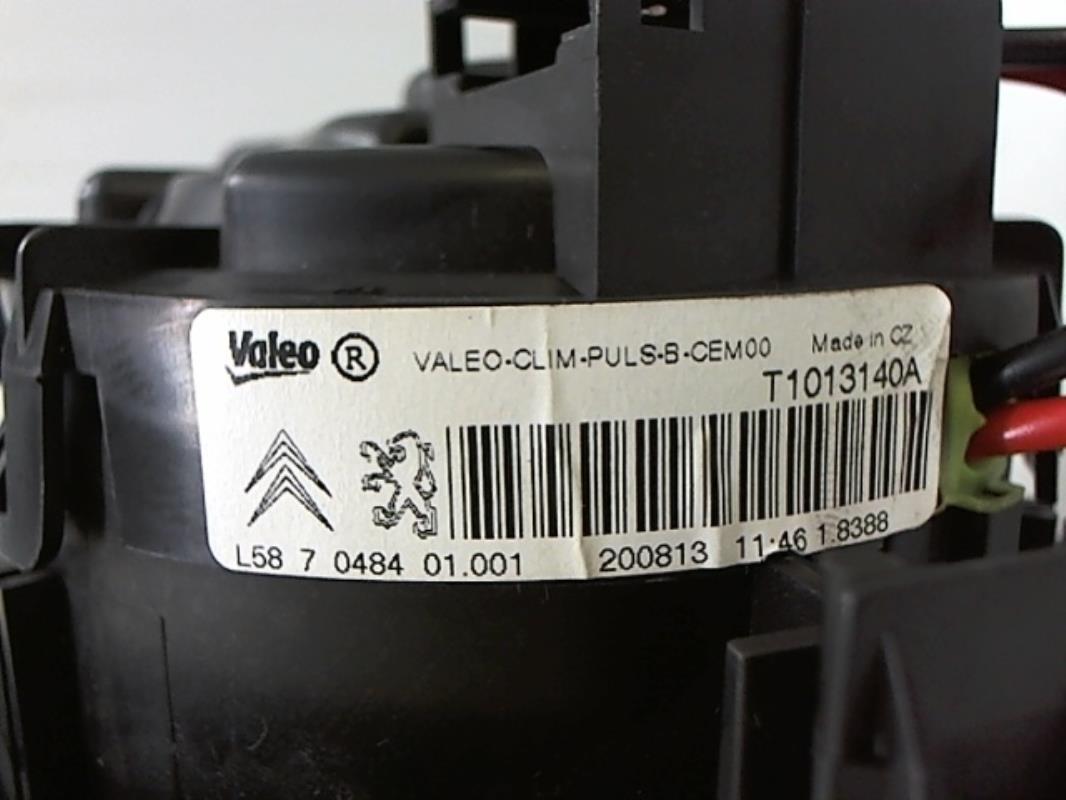 Valeo ® VALEO-CLIM-PULS-B-CEM00 Made in CZ
T1013140A
L58 7 0484 01.001 200813 11:46 1.8388